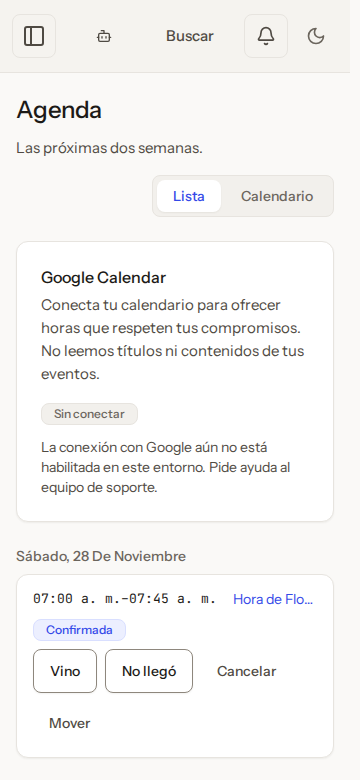 Buscar
Agenda
Las próximas dos semanas.
Lista
Calendario
Google Calendar
Conecta tu calendario para ofrecer
horas que respeten tus compromisos.
No leemos títulos ni contenidos de tus
eventos.
Sin conectar
La conexión con Google aún no está
habilitada en este entorno. Pide ayuda al
equipo de soporte.
Sábado, 28 De Noviembre
07:00 a. m.–07:45 a. m. Hora de Flo…
Confirmada
Vino
No llegó
Cancelar
Mover